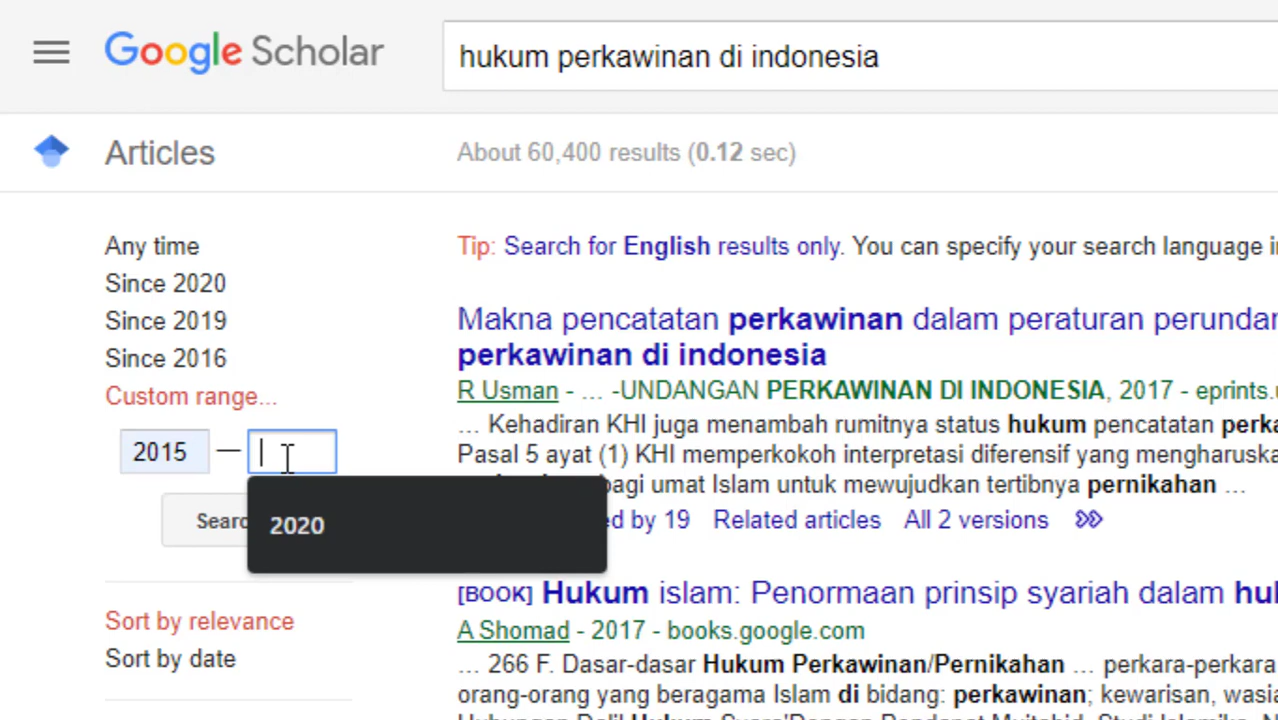 Google Scholar
hukum perkawinan di indonesia
Articles
About 60,400 results (0.12 sec)
Any time
Since 2020
Since 2019
Since 2016
Custom range...
2015 —
2020
Sort by relevance
Sort by date
Tip: Search for English results only. You can specify your search language
Makna pencatatan perkawinan dalam peraturan
perkawinan di indonesia
R Usman - ... -UNDANGAN PERKAWINAN DI INDONESIA, 2017 - eprints.
... Kehadiran KHI juga menambah rumitnya status hukum pencatatan
Pasal 5 ayat (1) KHI memperkokoh interpretasi diferensif yang
bagi umat Islam untuk mewujudkan tertibnya pernikahan ...
by 19 Related articles All 2 versions
[BOOK] Hukum islam: Penormaan prinsip syariah dalam
A Shomad - 2017 - books.google.com
... 266 F. Dasar-dasar Hukum Perkawinan/Pernikahan ... perkara-perkara
orang-orang yang beragama Islam di bidang: perkawinan; kewarisan,